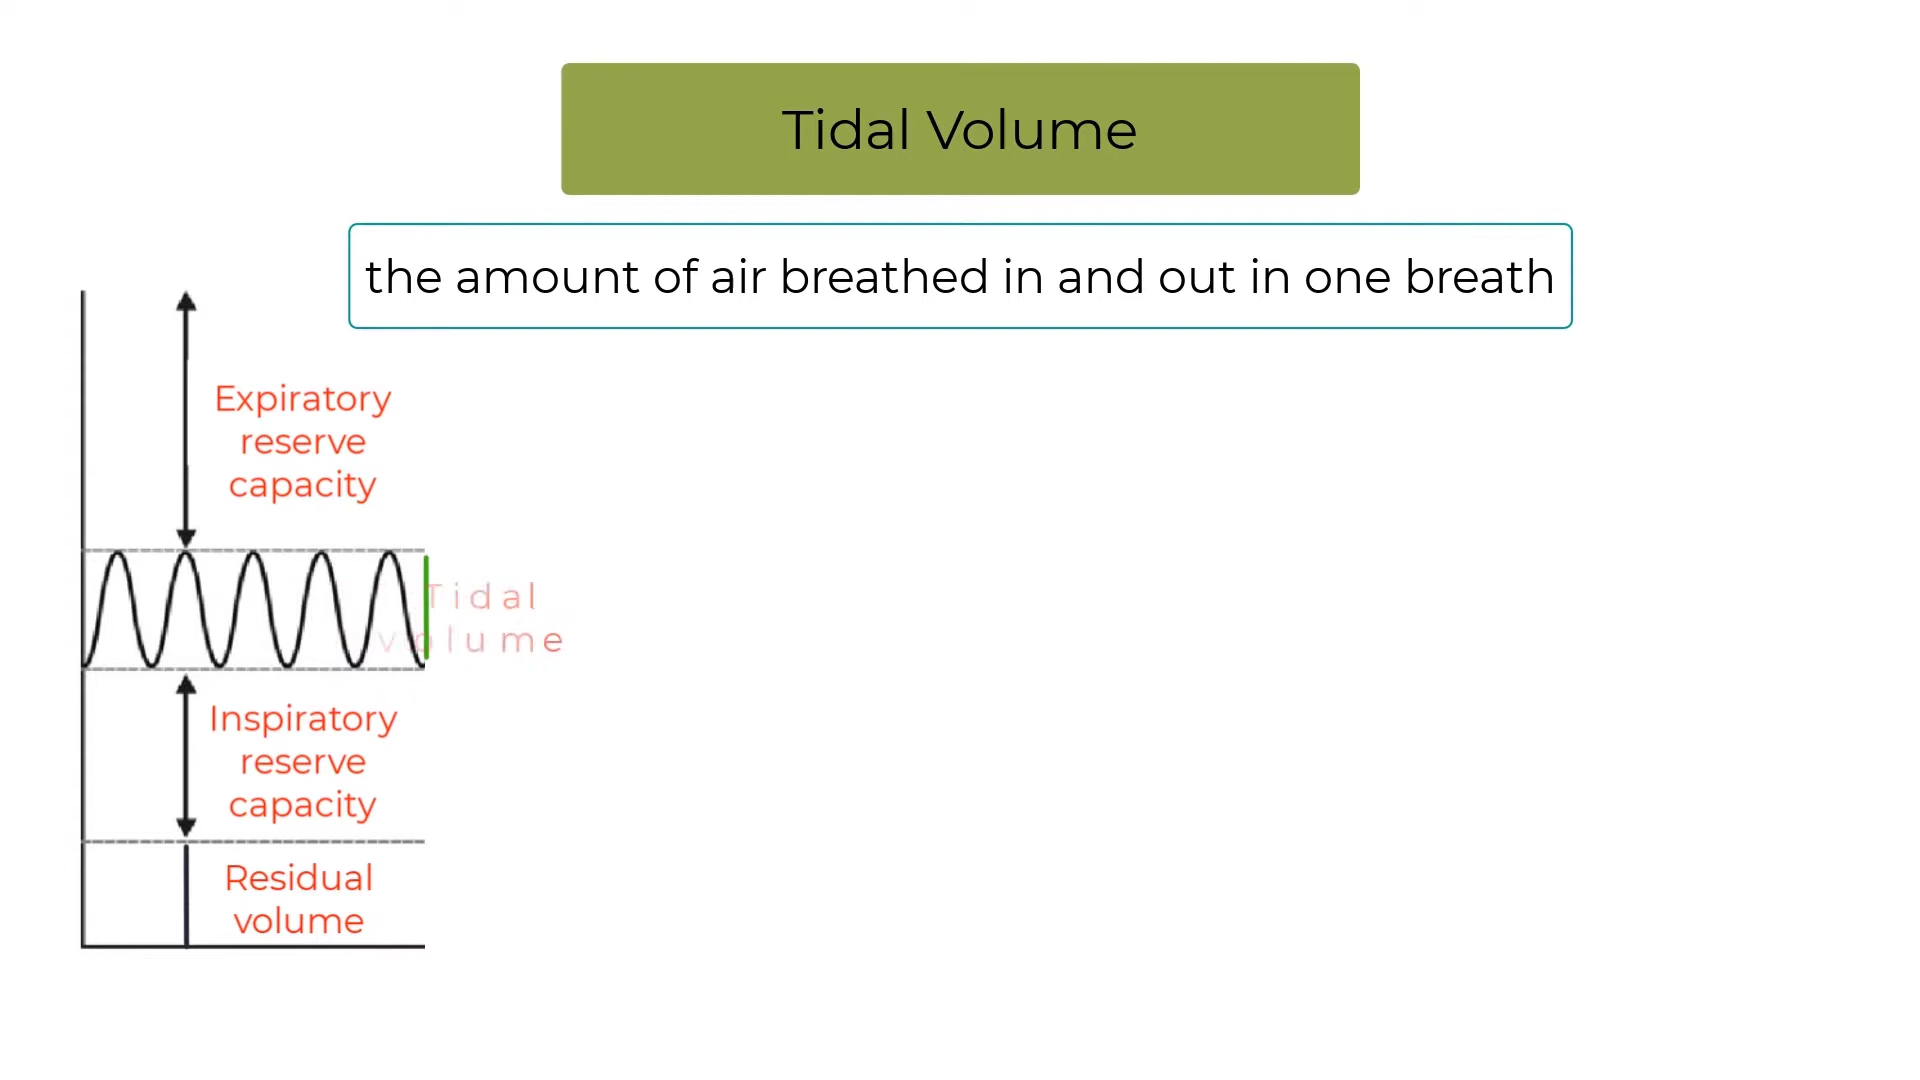 Tidal Volume
the amount of air breathed in and out in one breath
Expiratory
reserve
capacity
Tidal
volume
Inspiratory
reserve
capacity
Residual
volume